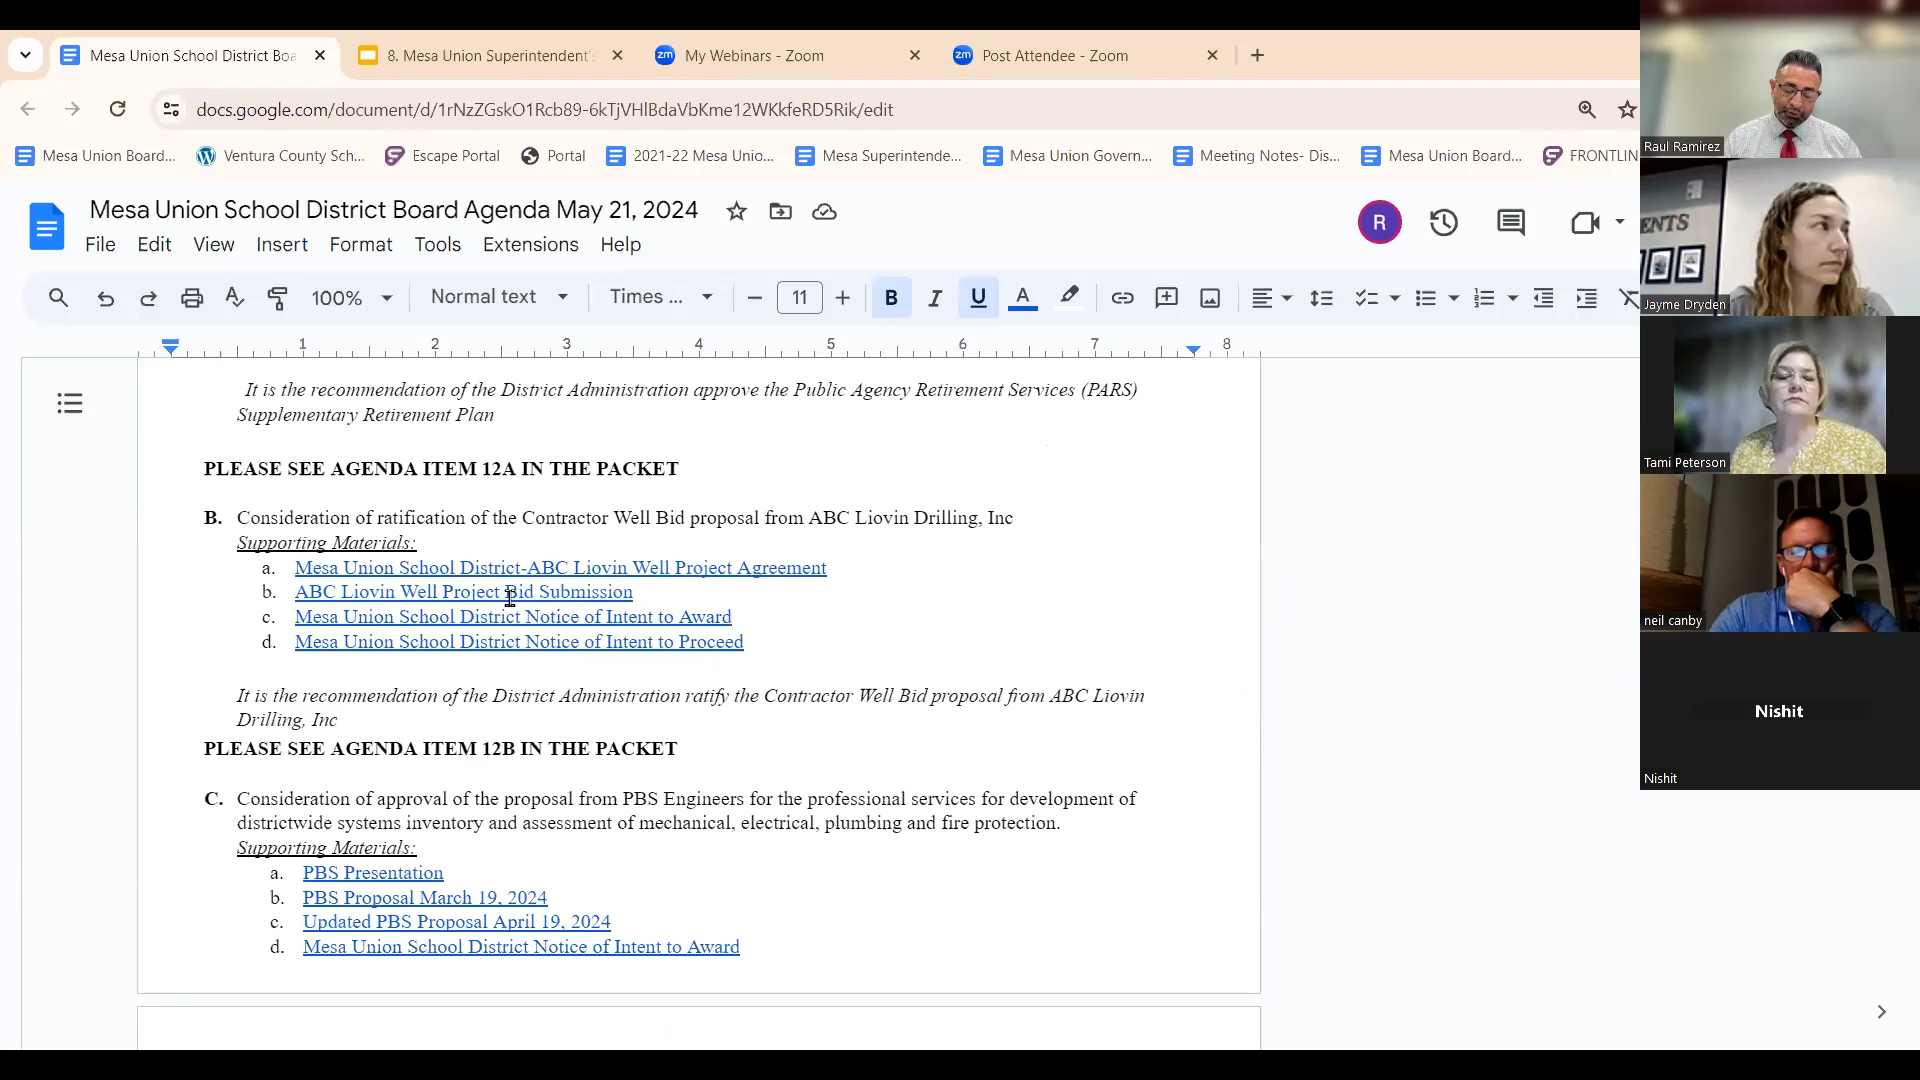 Mesa Union School District Boa
8. Mesa Union Superintendent's
My Webinars - Zoom
Post Attendee - Zoom
docs.google.com/document/d/1rNzZGskO1Rcb89-6kTjVHlBdaVbKme12WKkfeRD5Rik/edit
Mesa Union Board...
Ventura County Sch...
Escape Portal
Portal
2021-22 Mesa Unio...
Mesa Superintende...
Mesa Union Govern...
Meeting Notes- Dis...
Mesa Union Board...
FRONTLIN
Mesa Union School District Board Agenda May 21, 2024
R
File Edit View Insert Format Tools Extensions Help
100% Normal text Times ... 11 B I U A
1 2 3 4 5 6 7 8
It is the recommendation of the District Administration approve the Public Agency Retirement Services (PARS)
Supplementary Retirement Plan
PLEASE SEE AGENDA ITEM 12A IN THE PACKET
B. Consideration of ratification of the Contractor Well Bid proposal from ABC Liovin Drilling, Inc
Supporting Materials:
a. Mesa Union School District-ABC Liovin Well Project Agreement
b. ABC Liovin Well Project Bid Submission
c. Mesa Union School District Notice of Intent to Award
d. Mesa Union School District Notice of Intent to Proceed
It is the recommendation of the District Administration ratify the Contractor Well Bid proposal from ABC Liovin
Drilling, Inc
PLEASE SEE AGENDA ITEM 12B IN THE PACKET
C. Consideration of approval of the proposal from PBS Engineers for the professional services for development of
districtwide systems inventory and assessment of mechanical, electrical, plumbing and fire protection.
Supporting Materials:
a. PBS Presentation
b. PBS Proposal March 19, 2024
c. Updated PBS Proposal April 19, 2024
d. Mesa Union School District Notice of Intent to Award
Raul Ramirez
ENTS
Jayme Dryden
Tami Peterson
neil canby
Nishit
Nishit